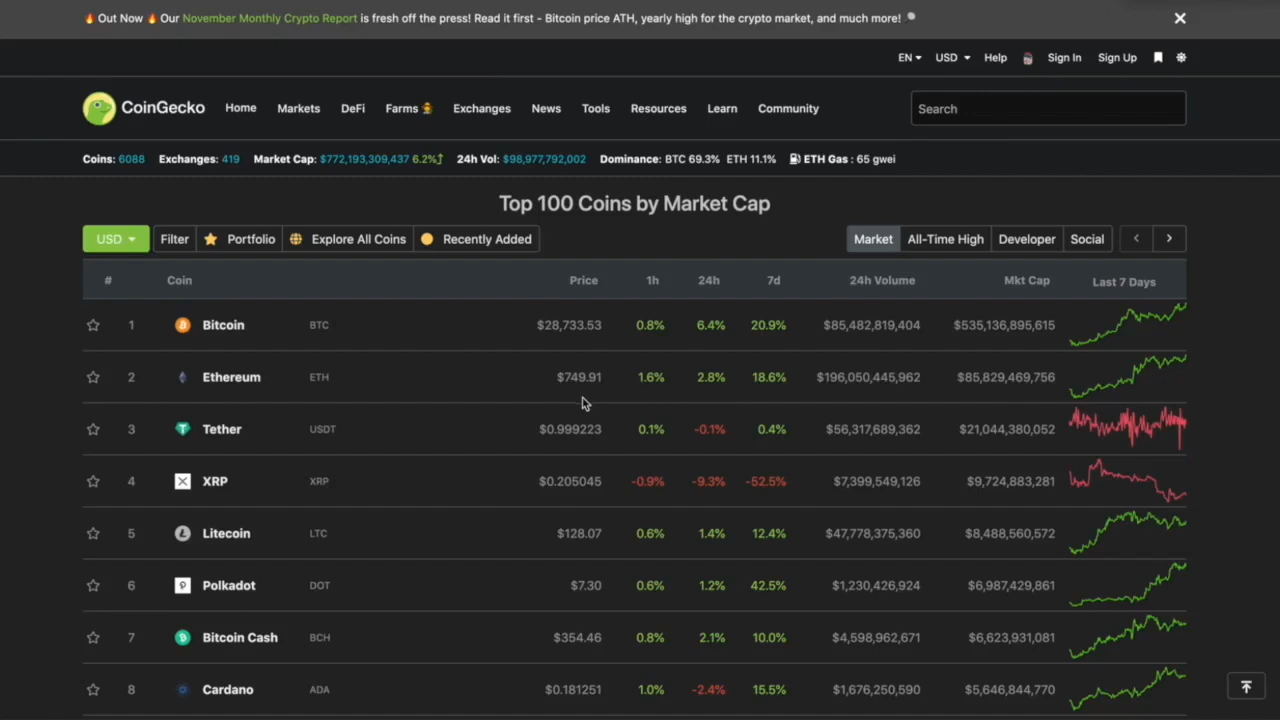 Out Now Our November Monthly Crypto Report is fresh off the press! Read it first - Bitcoin price ATH, yearly high for the crypto market, and much more!
EN USD Help Sign In Sign Up
CoinGecko Home Markets DeFi Farms Exchanges News Tools Resources Learn Community Search
Coins: 6088 Exchanges: 419 Market Cap: $772,193,309,437 6.2% 24h Vol: $98,977,792,002 Dominance: BTC 69.3% ETH 11.1% ETH Gas : 65 gwei
Top 100 Coins by Market Cap
USD Filter Portfolio Explore All Coins Recently Added Market All-Time High Developer Social
# Coin Price 1h 24h 7d 24h Volume Mkt Cap Last 7 Days
1 Bitcoin BTC $28,733.53 0.8% 6.4% 20.9% $85,482,819,404 $535,136,895,615
2 Ethereum ETH $749.91 1.6% 2.8% 18.6% $196,050,445,962 $85,829,469,756
3 Tether USDT $0.999223 0.1% -0.1% 0.4% $56,317,689,362 $21,044,380,052
4 XRP XRP $0.205045 -0.9% -9.3% -52.5% $7,399,549,126 $9,724,883,281
5 Litecoin LTC $128.07 0.6% 1.4% 12.4% $47,778,375,360 $8,488,560,572
6 Polkadot DOT $7.30 0.6% 1.2% 42.5% $1,230,426,924 $6,987,429,861
7 Bitcoin Cash BCH $354.46 0.8% 2.1% 10.0% $4,598,962,671 $6,623,931,081
8 Cardano ADA $0.181251 1.0% -2.4% 15.5% $1,676,250,590 $5,646,844,770